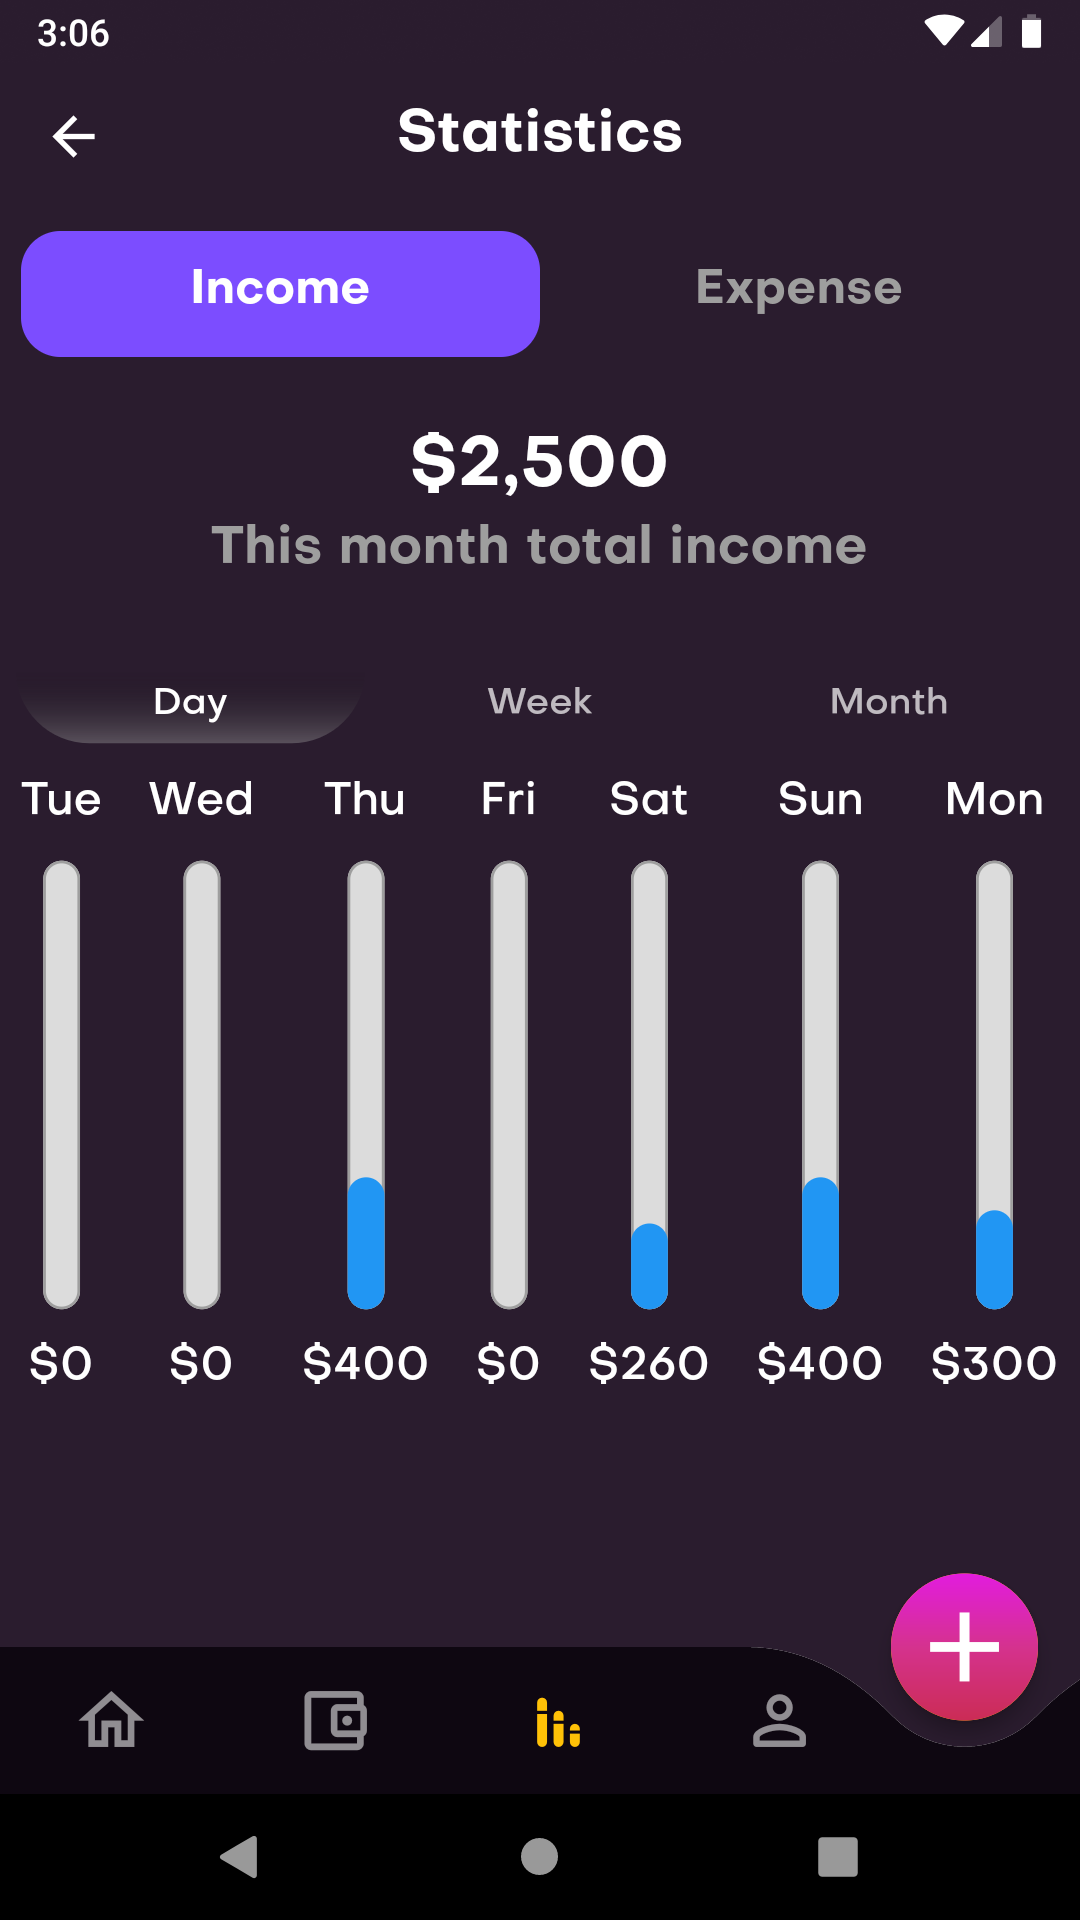 3:06
Statistics
Income Expense
$2,500
This month total income
Day Week Month
Tue Wed Thu Fri Sat Sun Mon
$0 $0 $400 $0 $260 $400 $300